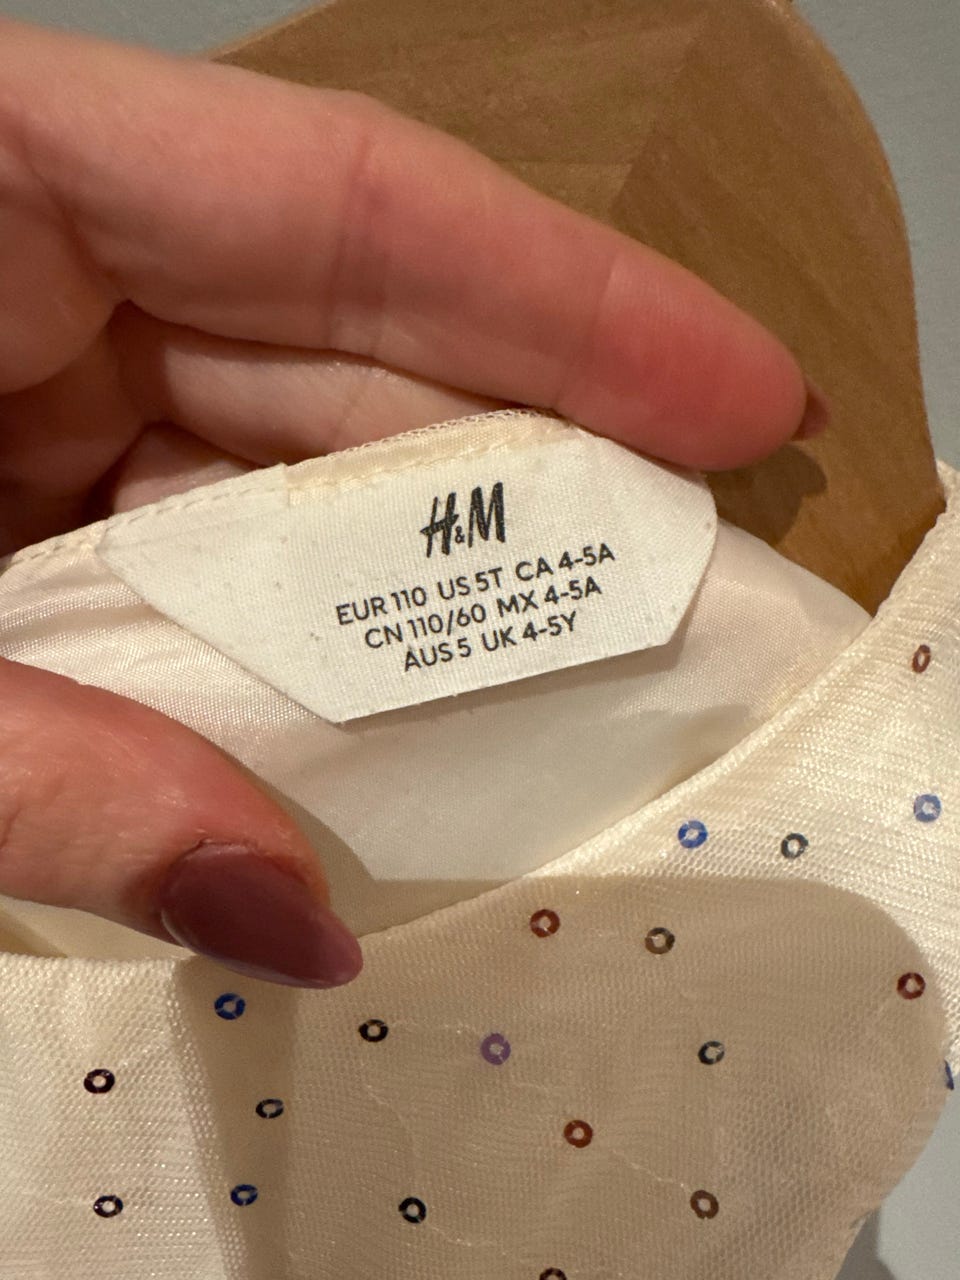 H&M
EUR 110 US 5T CA 4-5A
CN 110/60 MX 4-5A
AUS 5 UK 4-5Y